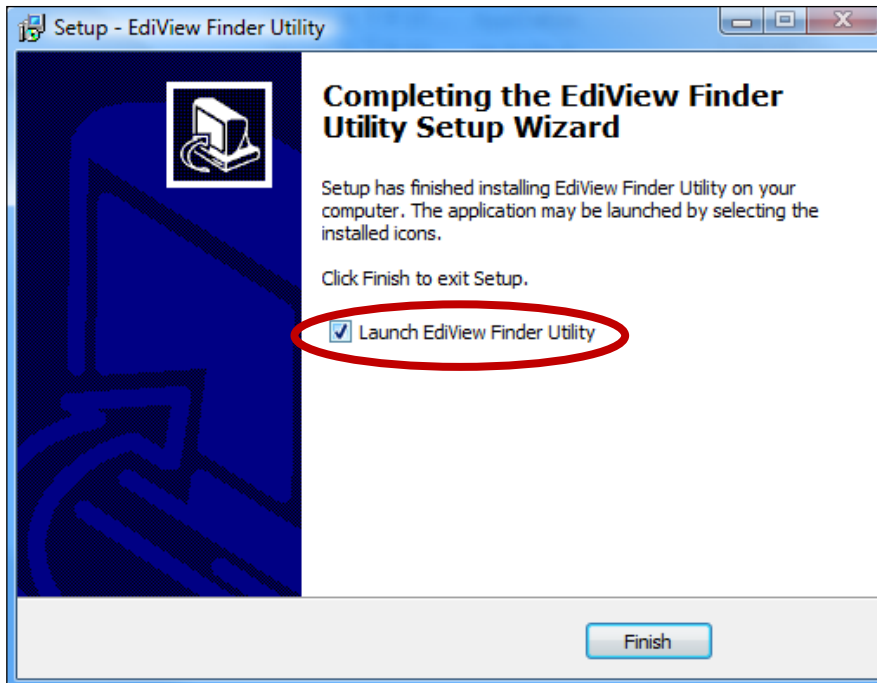 Setup - EdiView Finder Utility
Completing the EdiView Finder
Utility Setup Wizard
Setup has finished installing EdiView Finder Utility on your
computer. The application may be launched by selecting the
installed icons.
Click Finish to exit Setup.
Launch EdiView Finder Utility
Finish